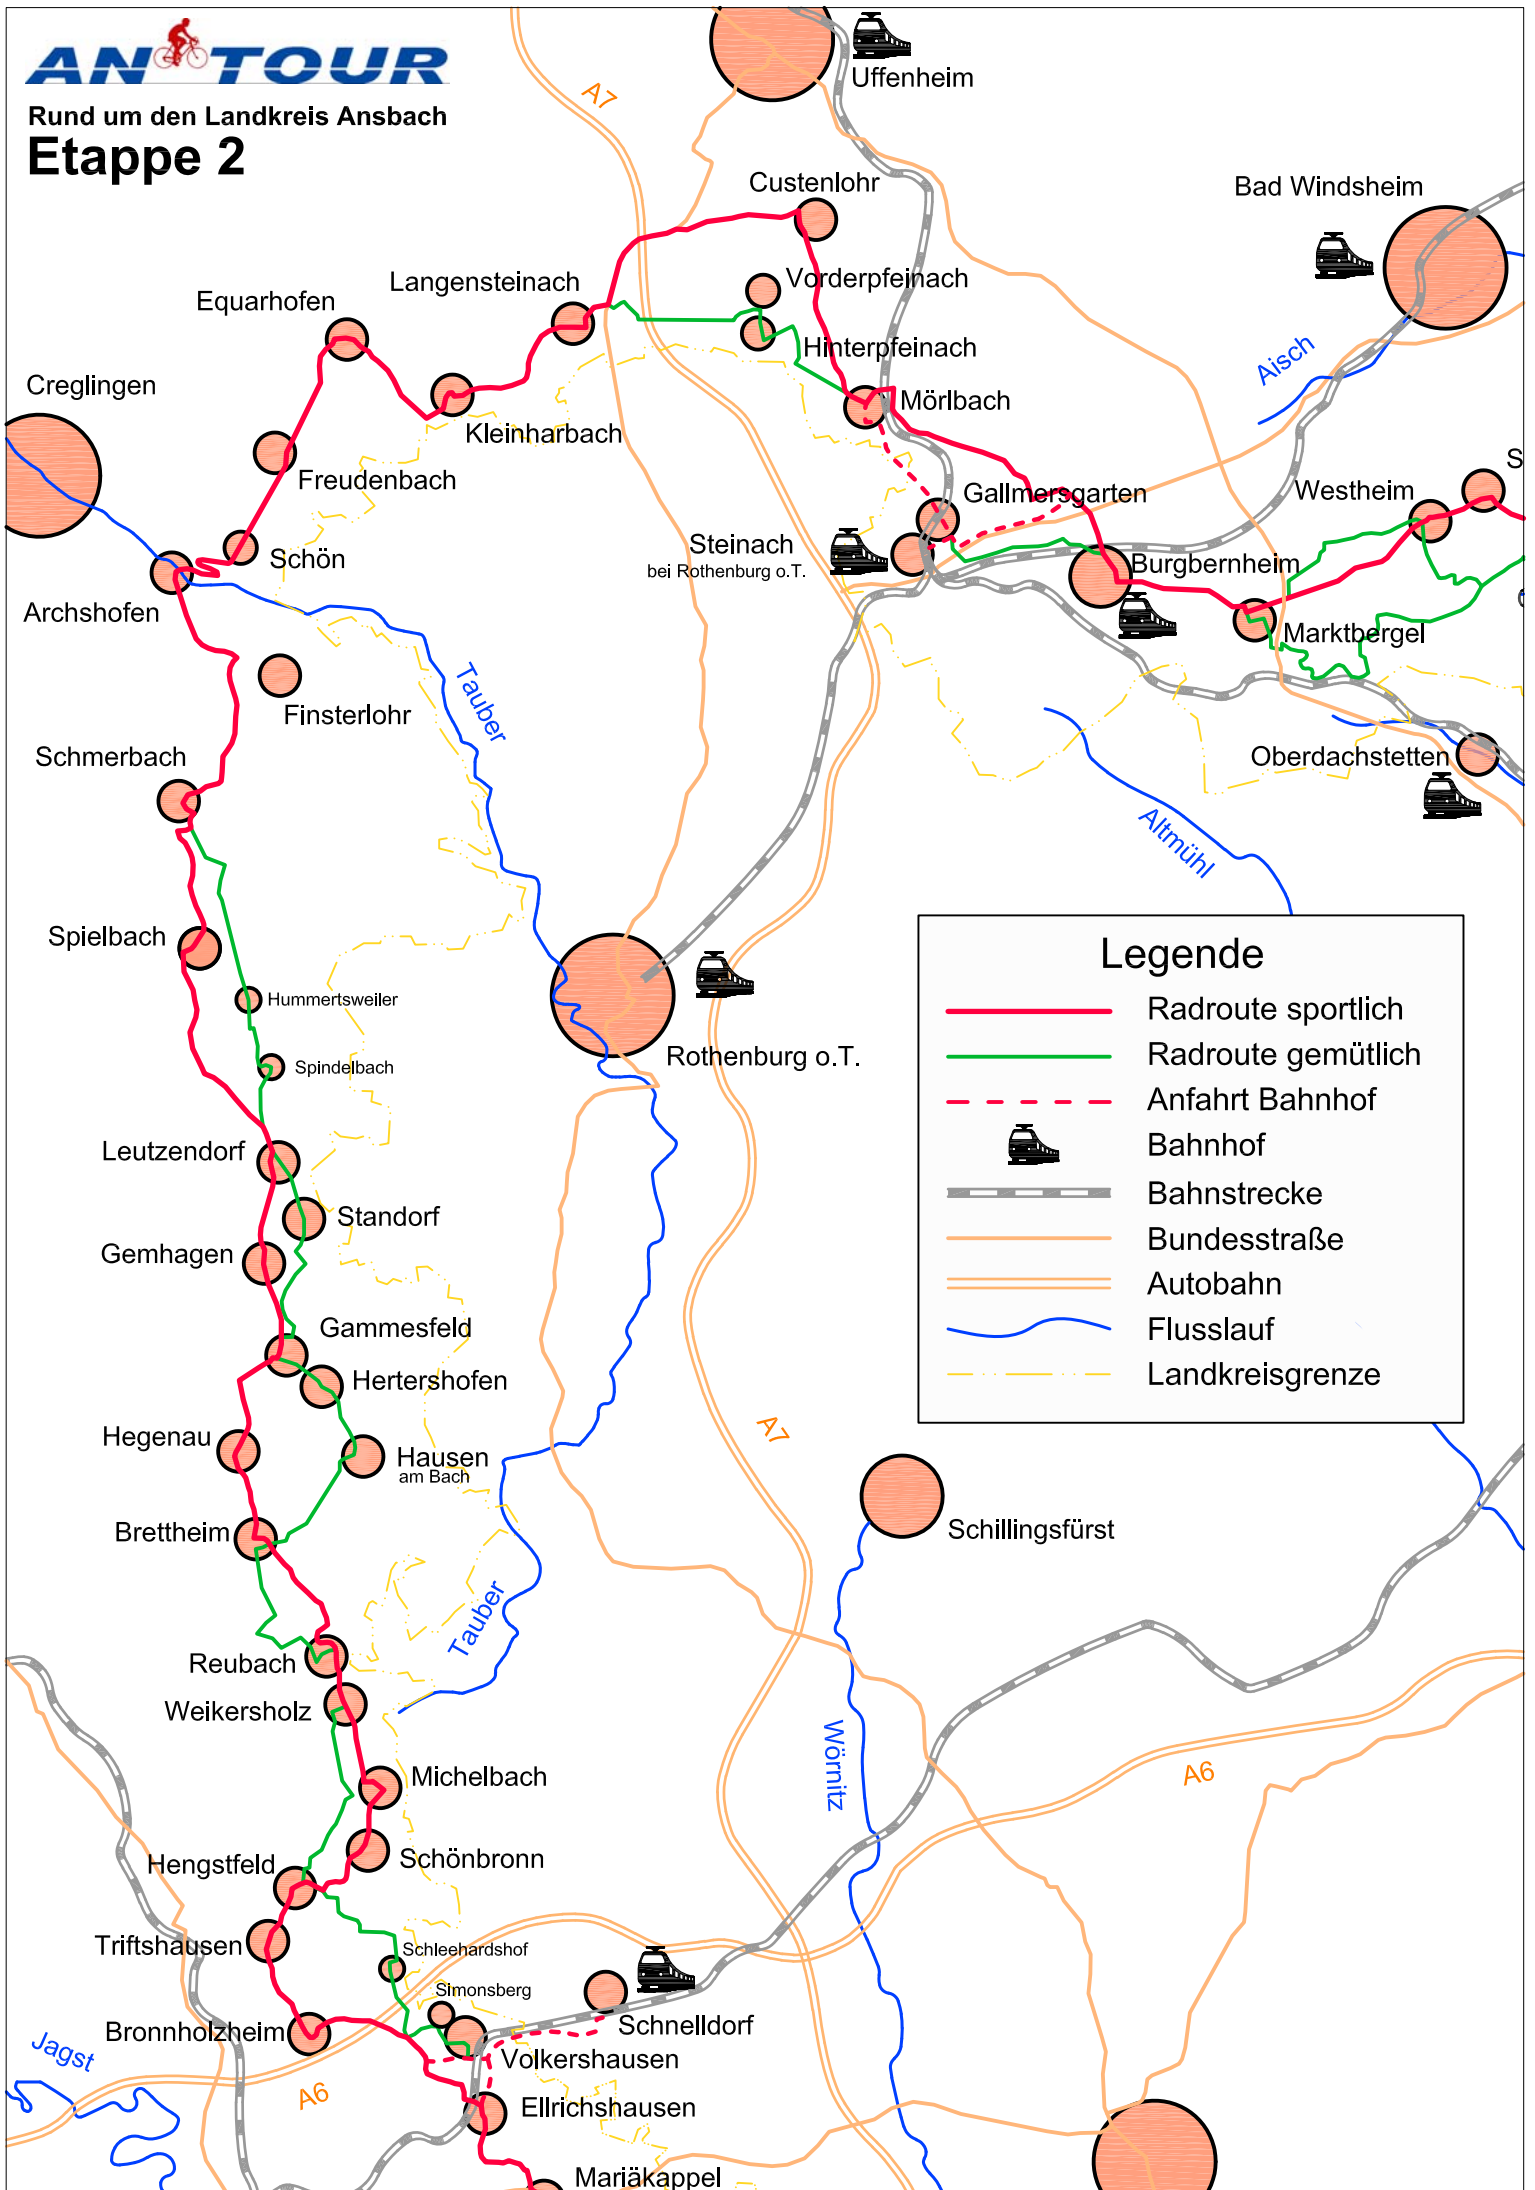 AN TOUR
Rund um den Landkreis Ansbach
Etappe 2
A7
Uffenheim
Custenlohr
Bad Windsheim
Langensteinach
Vorderpfeinach
Equarhofen
Hinterpfeinach
Aisch
Creglingen
Mörlbach
Kleinharbach
Freudenbach
S
Gallmersgarten
Westheim
Steinach
bei Rothenburg o.T.
Schön
Burgbernheim
Archshofen
Marktbergel
Tauber
Finsterlohr
Schmerbach
Oberdachstetten
Altmühl
Spielbach
Hummertsweiler
Spindelbach
Rothenburg o.T.
Legende
Radroute sportlich
Radroute gemütlich
Anfahrt Bahnhof
Bahnhof
Bahnstrecke
Bundesstraße
Autobahn
Flusslauf
Landkreisgrenze
Leutzendorf
Standorf
Gemhagen
Gammesfeld
Hertershofen
Hegenau
A7
Hausen
am Bach
Brettheim
Schillingsfürst
Tauber
Reubach
Weikersholz
Wörnitz
Michelbach
A6
Schönbronn
Hengstfeld
Triftshausen
Schleehardshof
Simonsberg
Bronnholzheim
Schnelldorf
Jagst
Volkershausen
A6
Ellrichshausen
Mariäkappel